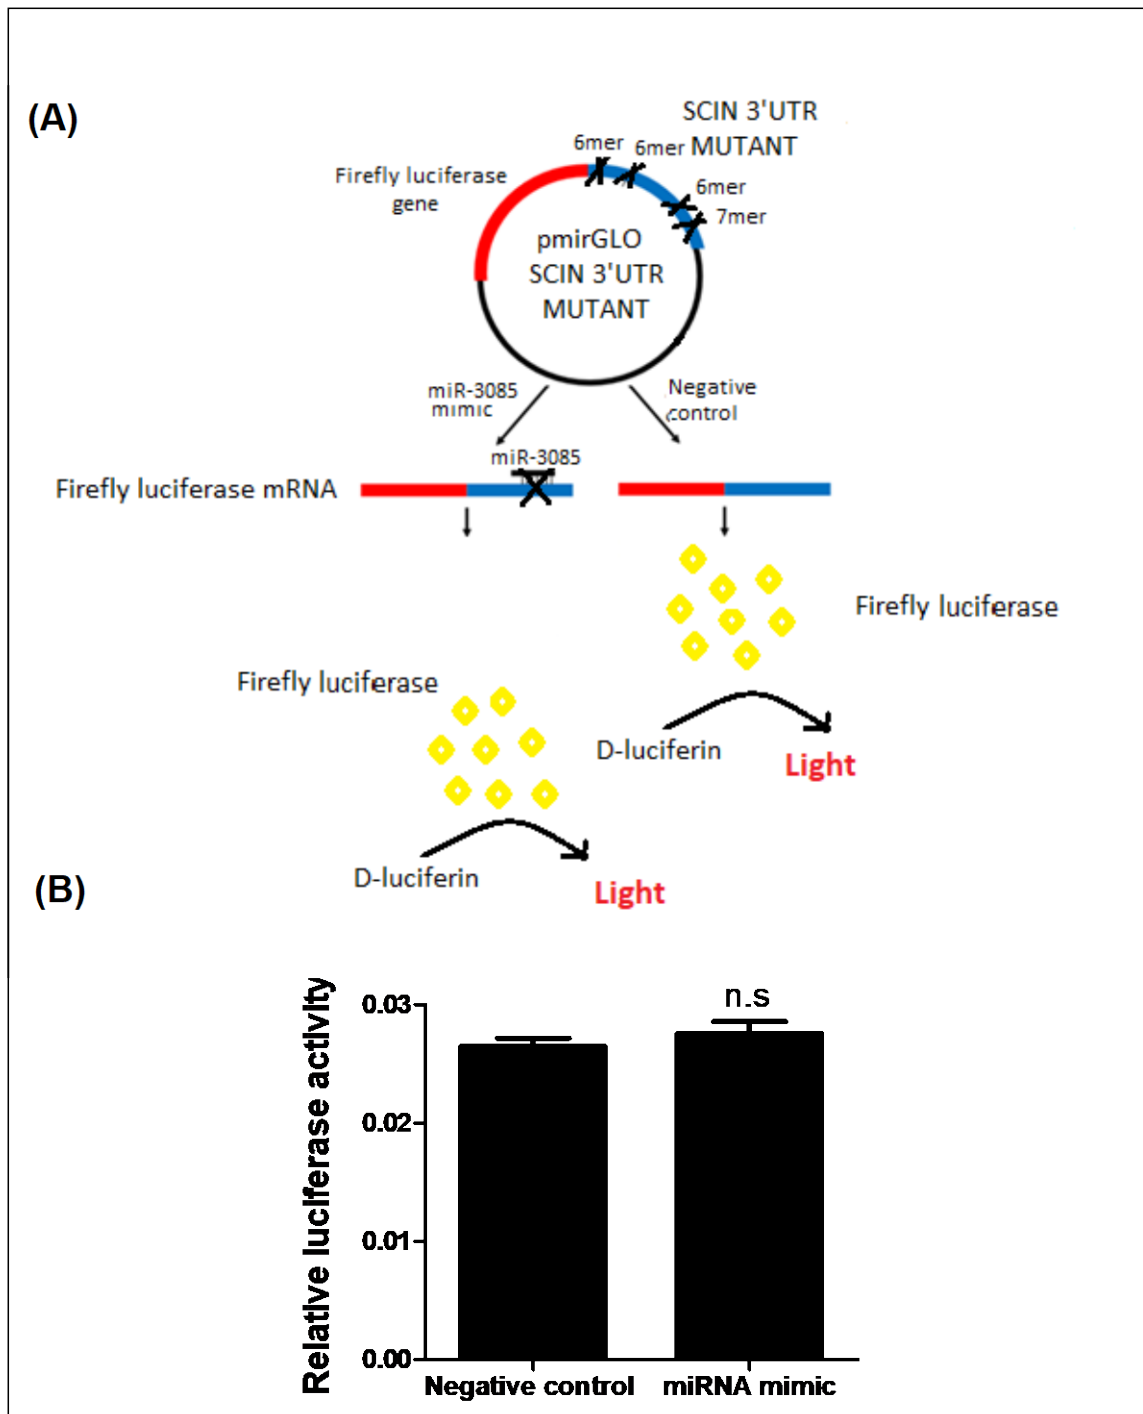 (A)
SCIN 3'UTR
MUTANT
6mer
6mer
6mer
7mer
Firefly luciferase
gene
pmirGLO
SCIN 3'UTR
MUTANT
miR-3085
mimic
Negative
control
miR-3085
Firefly luciferase mRNA
Firefly luciferase
Firefly luciferase
D-luciferin
Light
D-luciferin
Light
(B)
Relative luciferase activity
n.s
0.03
0.02
0.01
0.00
Negative control
miRNA mimic